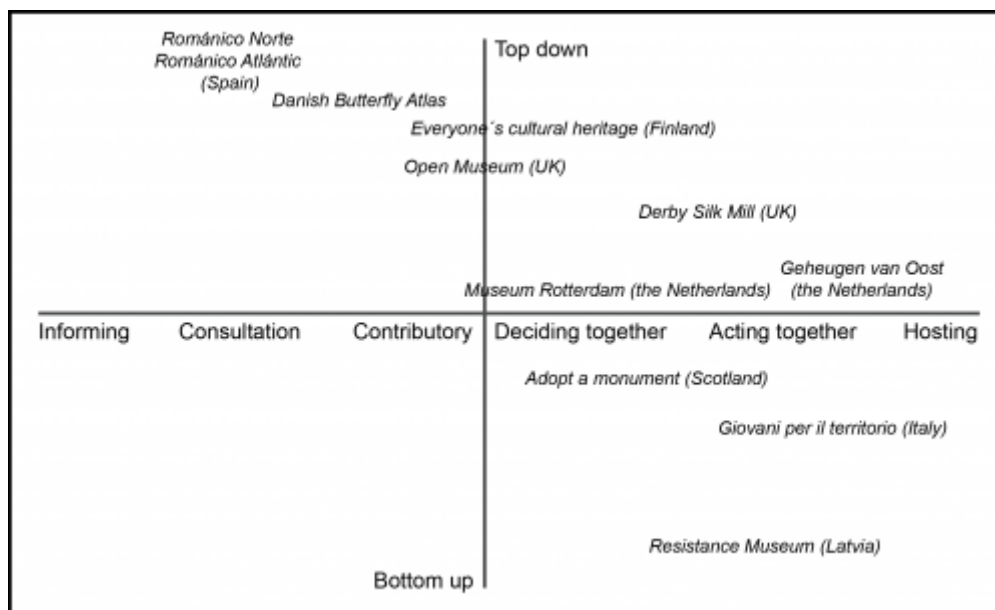 Románico Norte
Románico Atlántic
(Spain)
Top down
Danish Butterfly Atlas
Everyone´s cultural heritage (Finland)
Open Museum (UK)
Derby Silk Mill (UK)
Geheugen van Oost
(the Netherlands)
Museum Rotterdam (the Netherlands)
Informing Consultation Contributory Deciding together Acting together Hosting
Adopt a monument (Scotland)
Giovani per il territorio (Italy)
Resistance Museum (Latvia)
Bottom up